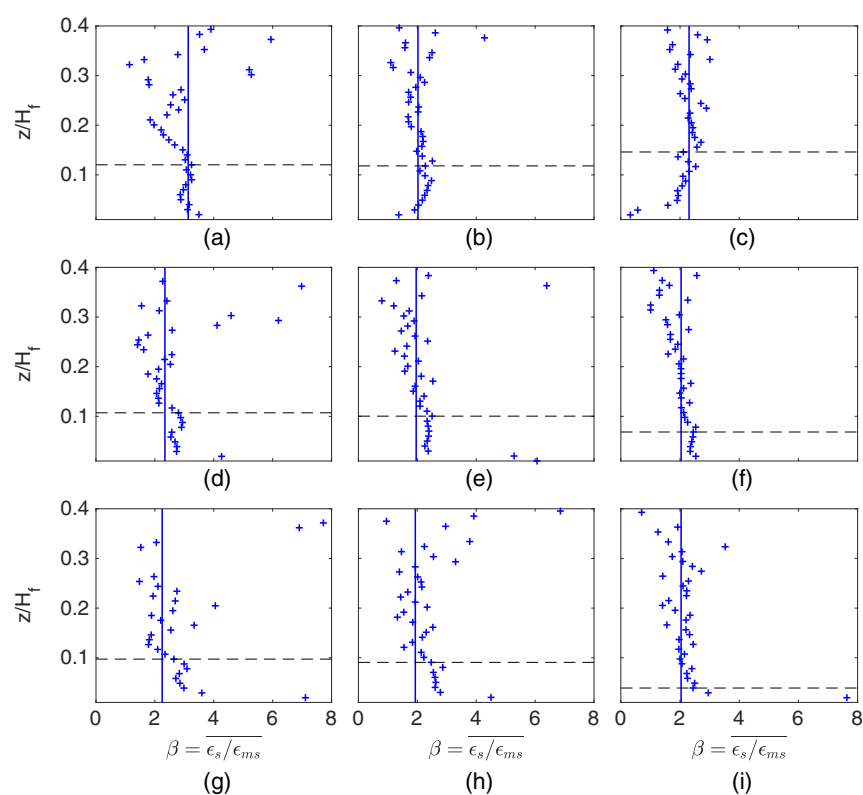 0.4
0.3
0.2
0.1
z/H_f
(a) (b) (c)
0.4
0.3
0.2
0.1
z/H_f
(d) (e) (f)
0.4
0.3
0.2
0.1
z/H_f
0 2 4 6 8 0 2 4 6 8 0 2 4 6 8
β = \overline{ϵ_s/ϵ_{ms}} β = \overline{ϵ_s/ϵ_{ms}} β = \overline{ϵ_s/ϵ_{ms}}
(g) (h) (i)